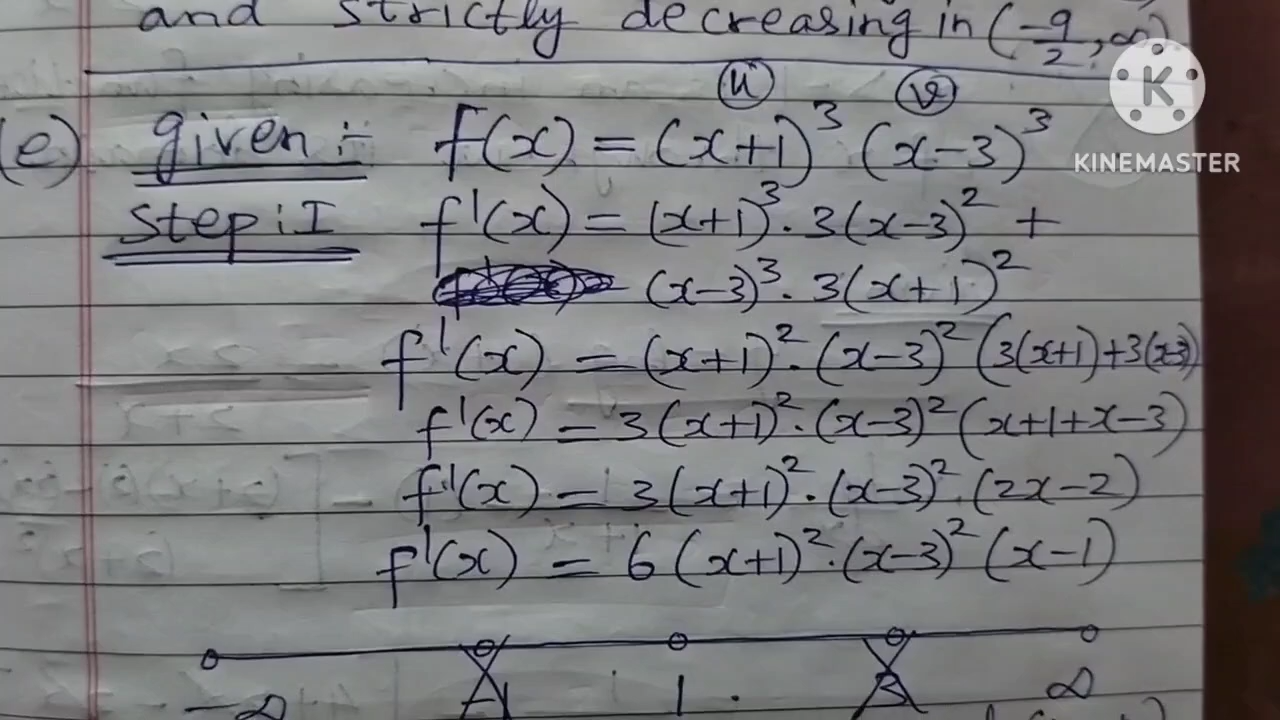 and strictly decreasing in (-9/2, ∞)
(u) (v)
K
KINEMASTER
(e) given :- f(x) = (x+1)³ (x-3)³
step : I f'(x) = (x+1)³ . 3(x-3)² +
(x-3)³ . 3(x+1)²
f'(x) = (x+1)² . (x-3)² (3(x+1)+3(x-3))
f'(x) = 3(x+1)² . (x-3)² (x+1+x-3)
f'(x) = 3(x+1)² . (x-3)² . (2x-2)
f'(x) = 6(x+1)² . (x-3)² (x-1)
-∞ 1 . ∞